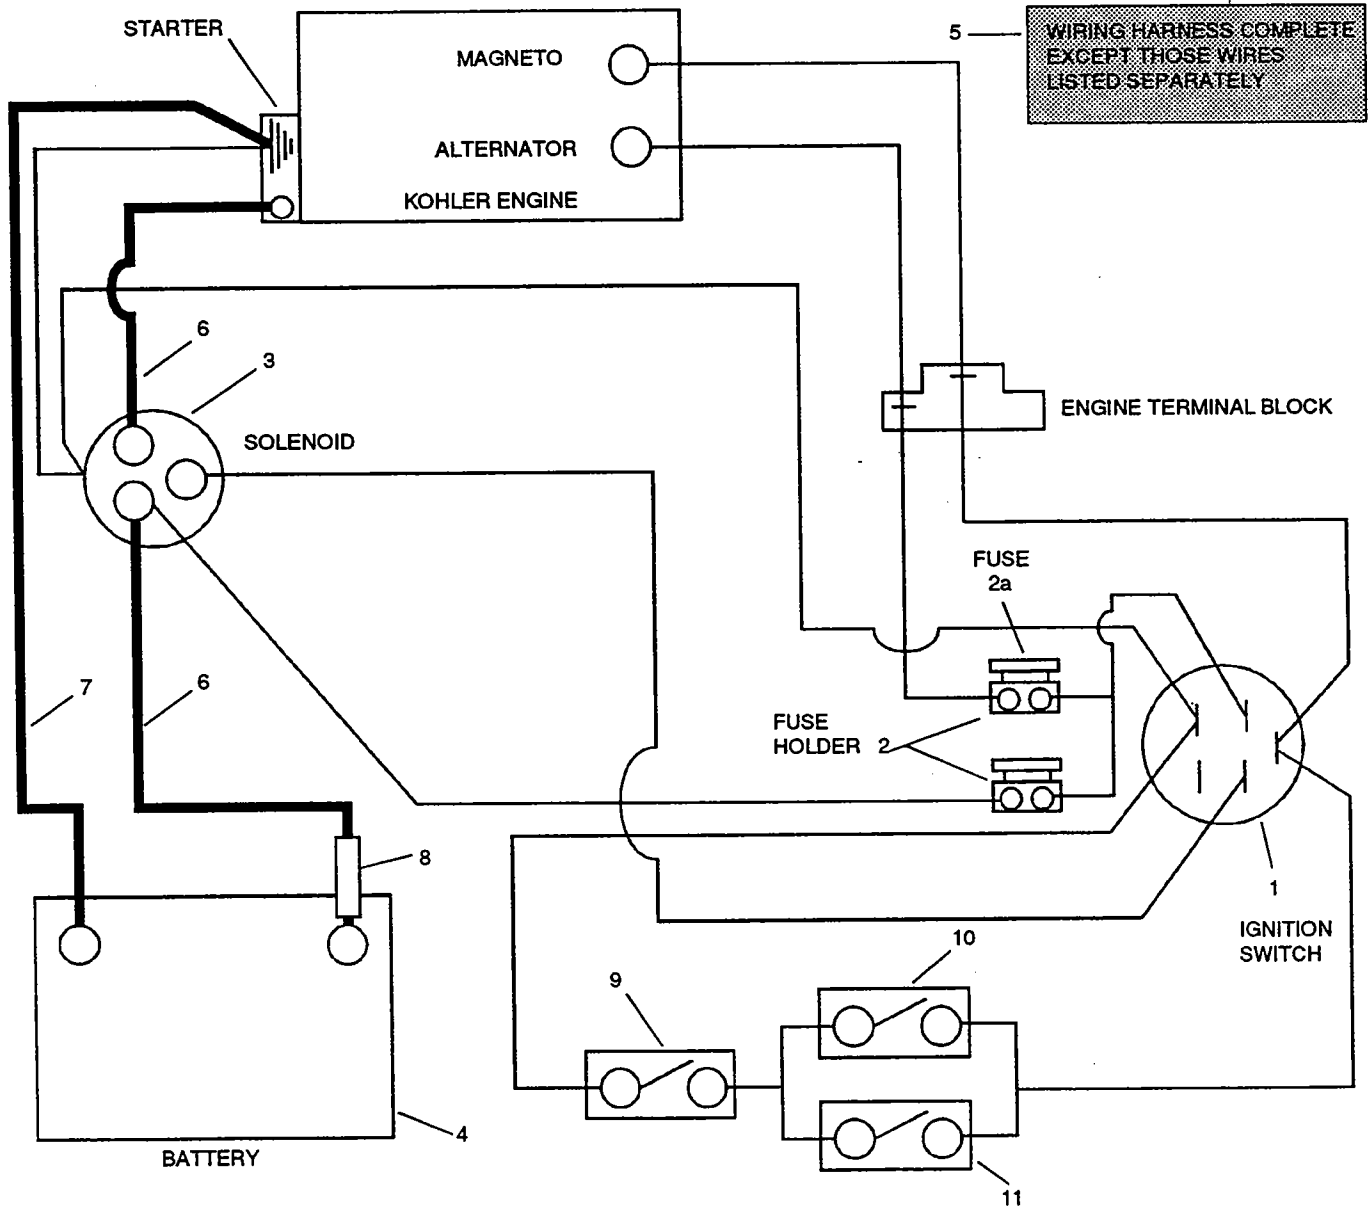 STARTER
MAGNETO
5
WIRING HARNESS COMPLETE
EXCEPT THOSE WIRES
LISTED SEPARATELY
ALTERNATOR
KOHLER ENGINE
6
3
SOLENOID
ENGINE TERMINAL BLOCK
FUSE
2a
7
6
FUSE
HOLDER 2
8
1
IGNITION
SWITCH
10
9
4
BATTERY
11